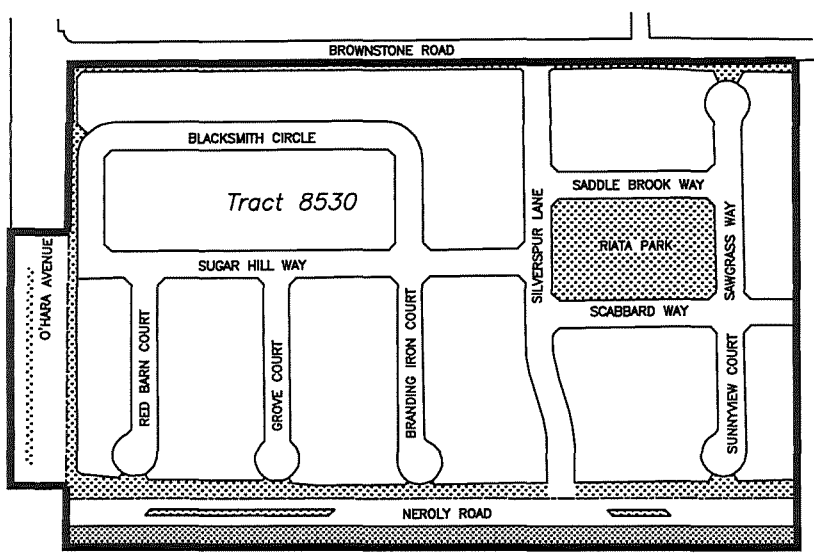 BROWNSTONE ROAD
BLACKSMITH CIRCLE
Tract 8530
SADDLE BROOK WAY
SILVERSPUR LANE
RIATA PARK
SAWGRASS WAY
O'HARA AVENUE
SUGAR HILL WAY
SCABBARD WAY
RED BARN COURT
GROVE COURT
BRANDING IRON COURT
SUNNYVIEW COURT
NEROLY ROAD